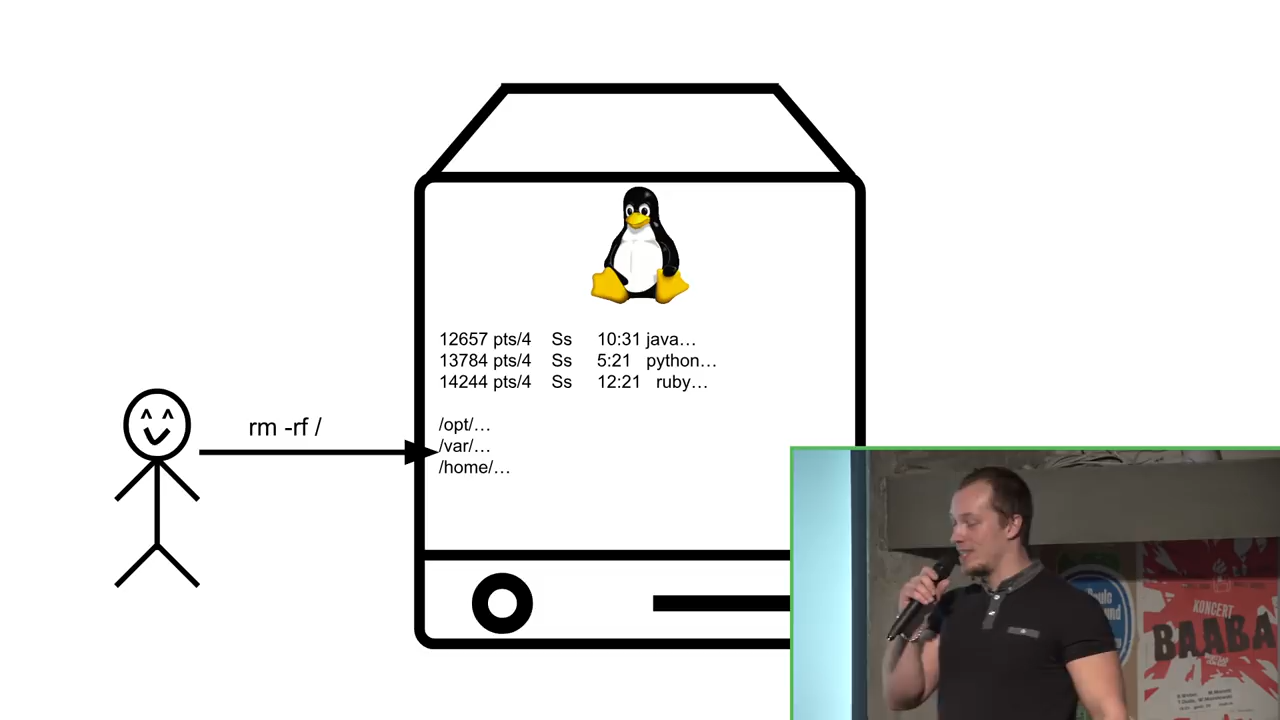 12657 pts/4 Ss 10:31 java…
13784 pts/4 Ss 5:21 python…
14244 pts/4 Ss 12:21 ruby…
rm -rf /
/opt/…
/var/…
/home/…
KONCERT
BAABA